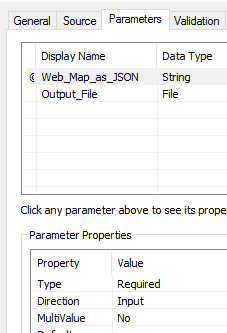 General Source Parameters Validation
Display Name Data Type
Web_Map_as_JSON String
Output_File File
Click any parameter above to see its prope
Parameter Properties
Property Value
Type Required
Direction Input
MultiValue No